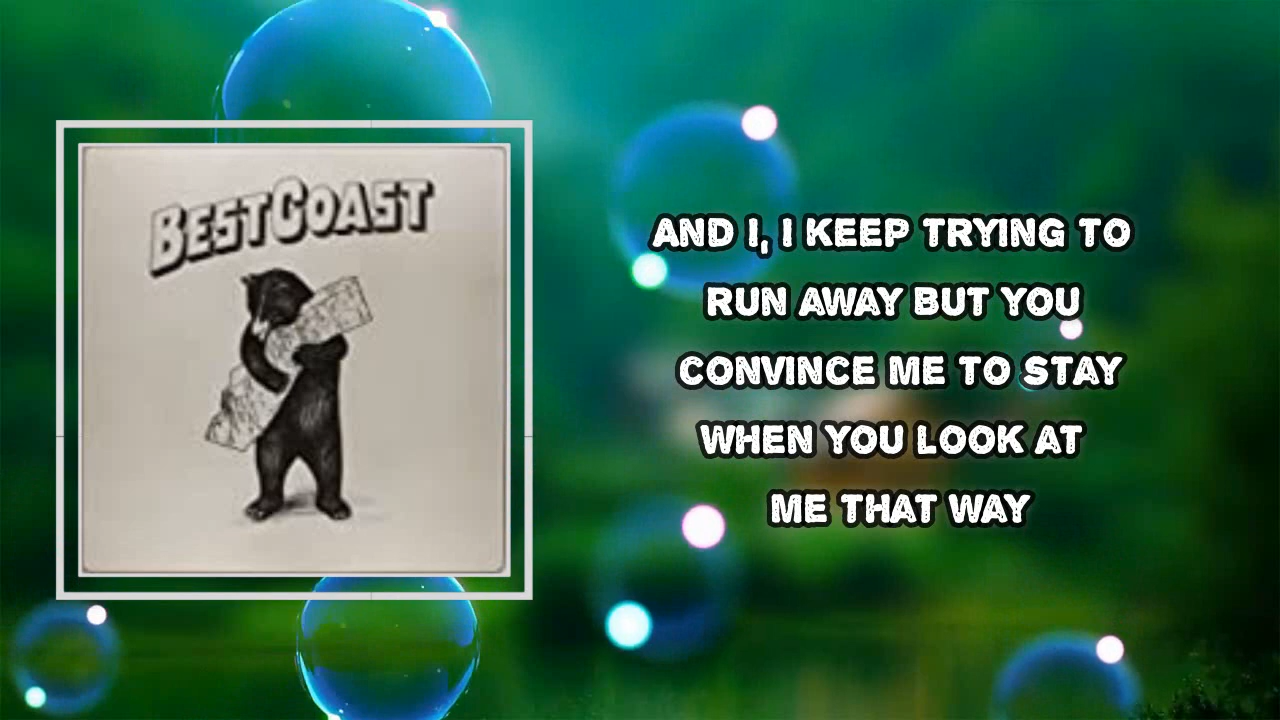 BEST COAST
AND I, I KEEP TRYING TO
RUN AWAY BUT YOU
CONVINCE ME TO STAY
WHEN YOU LOOK AT
ME THAT WAY